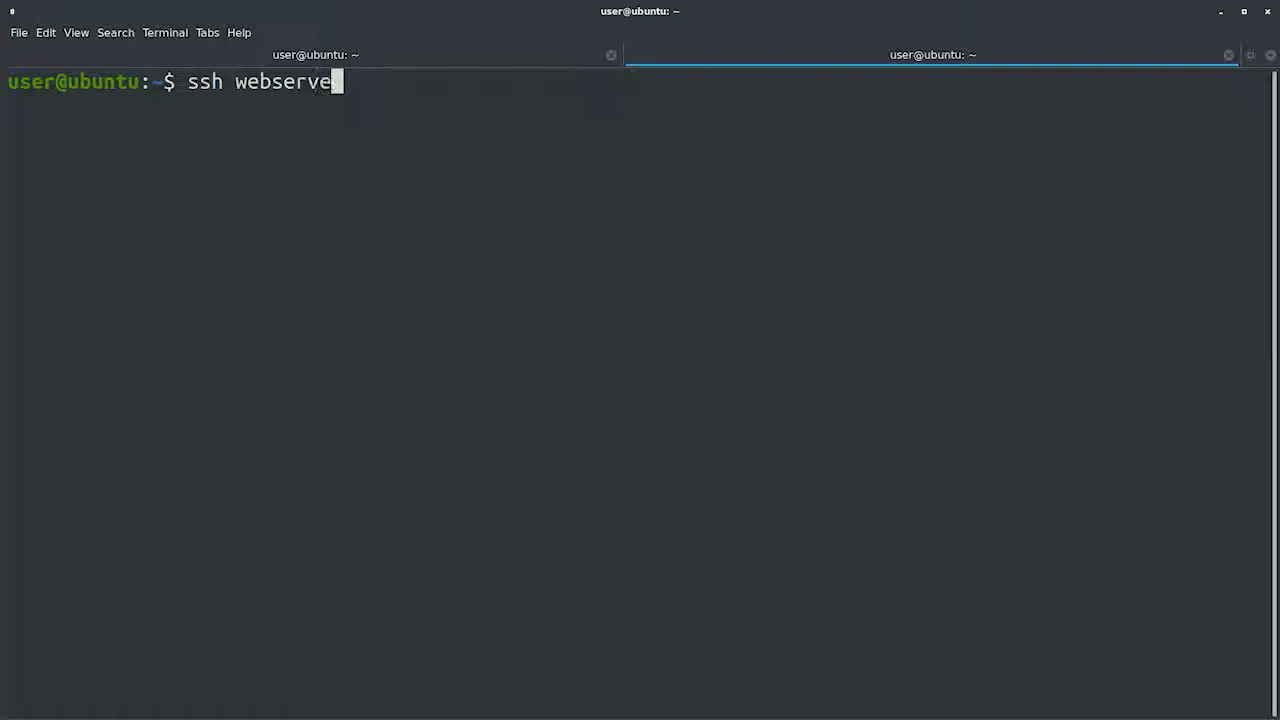 user@ubuntu: ~
File Edit View Search Terminal Tabs Help
user@ubuntu: ~ user@ubuntu: ~
user@ubuntu:~$ ssh webserve